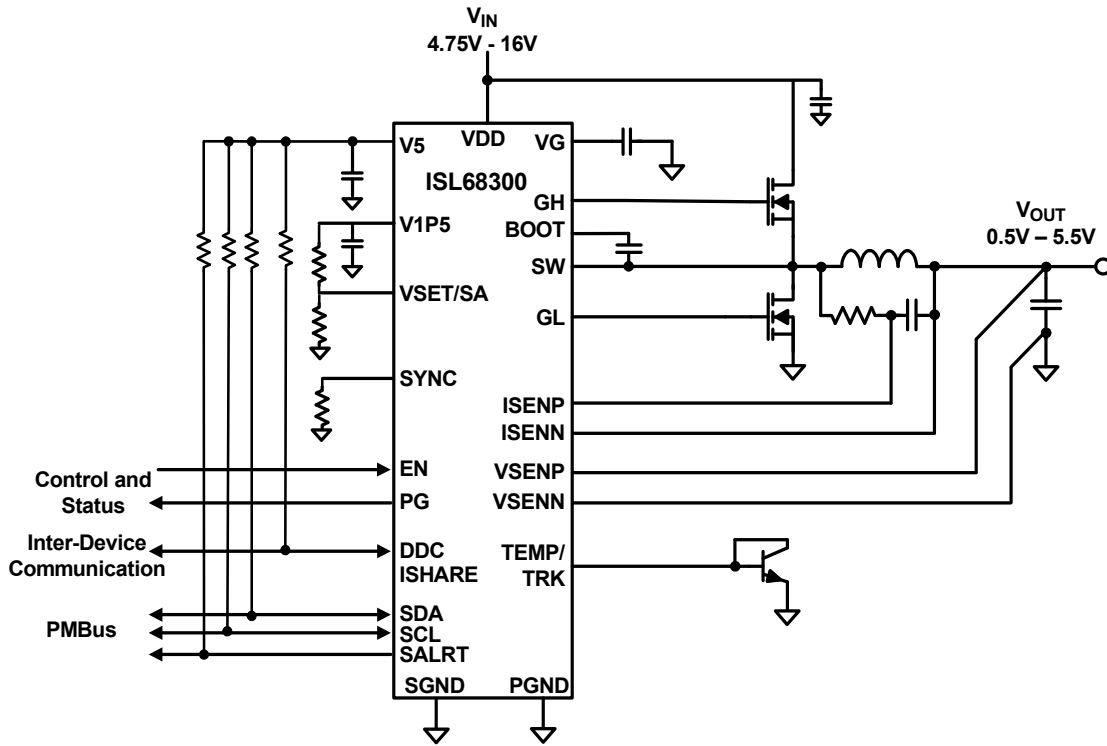 VIN
4.75V - 16V
VDD
V5
VG
ISL68300
GH
V1P5
BOOT
SW
VSET/SA
GL
SYNC
ISENP
ISENN
VOUT
0.5V – 5.5V
EN
VSENP
PG
VSENN
Control and
Status
Inter-Device
Communication
DDC
ISHARE
TEMP/
TRK
PMBus
SDA
SCL
SALRT
SGND
PGND